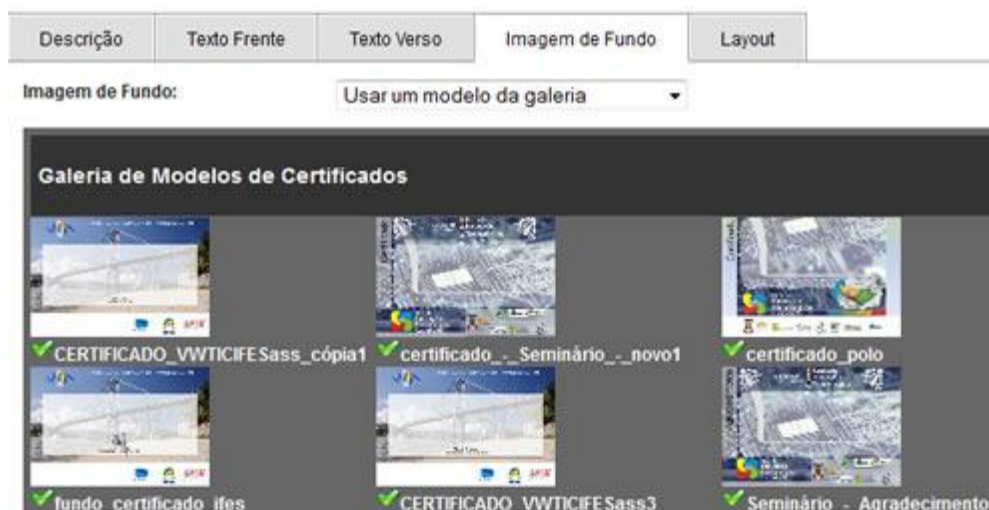 Descrição Texto Frente Texto Verso Imagem de Fundo Layout
Imagem de Fundo: Usar um modelo da galeria
Galeria de Modelos de Certificados
CERTIFICADO_VWTICIFESass_cópia1 certificado_-_Seminário_-_novo1 certificado_polo
fundo_certificado_ifes CERTIFICADO_VWTICIFESass3 Seminário_-_Agradecimento